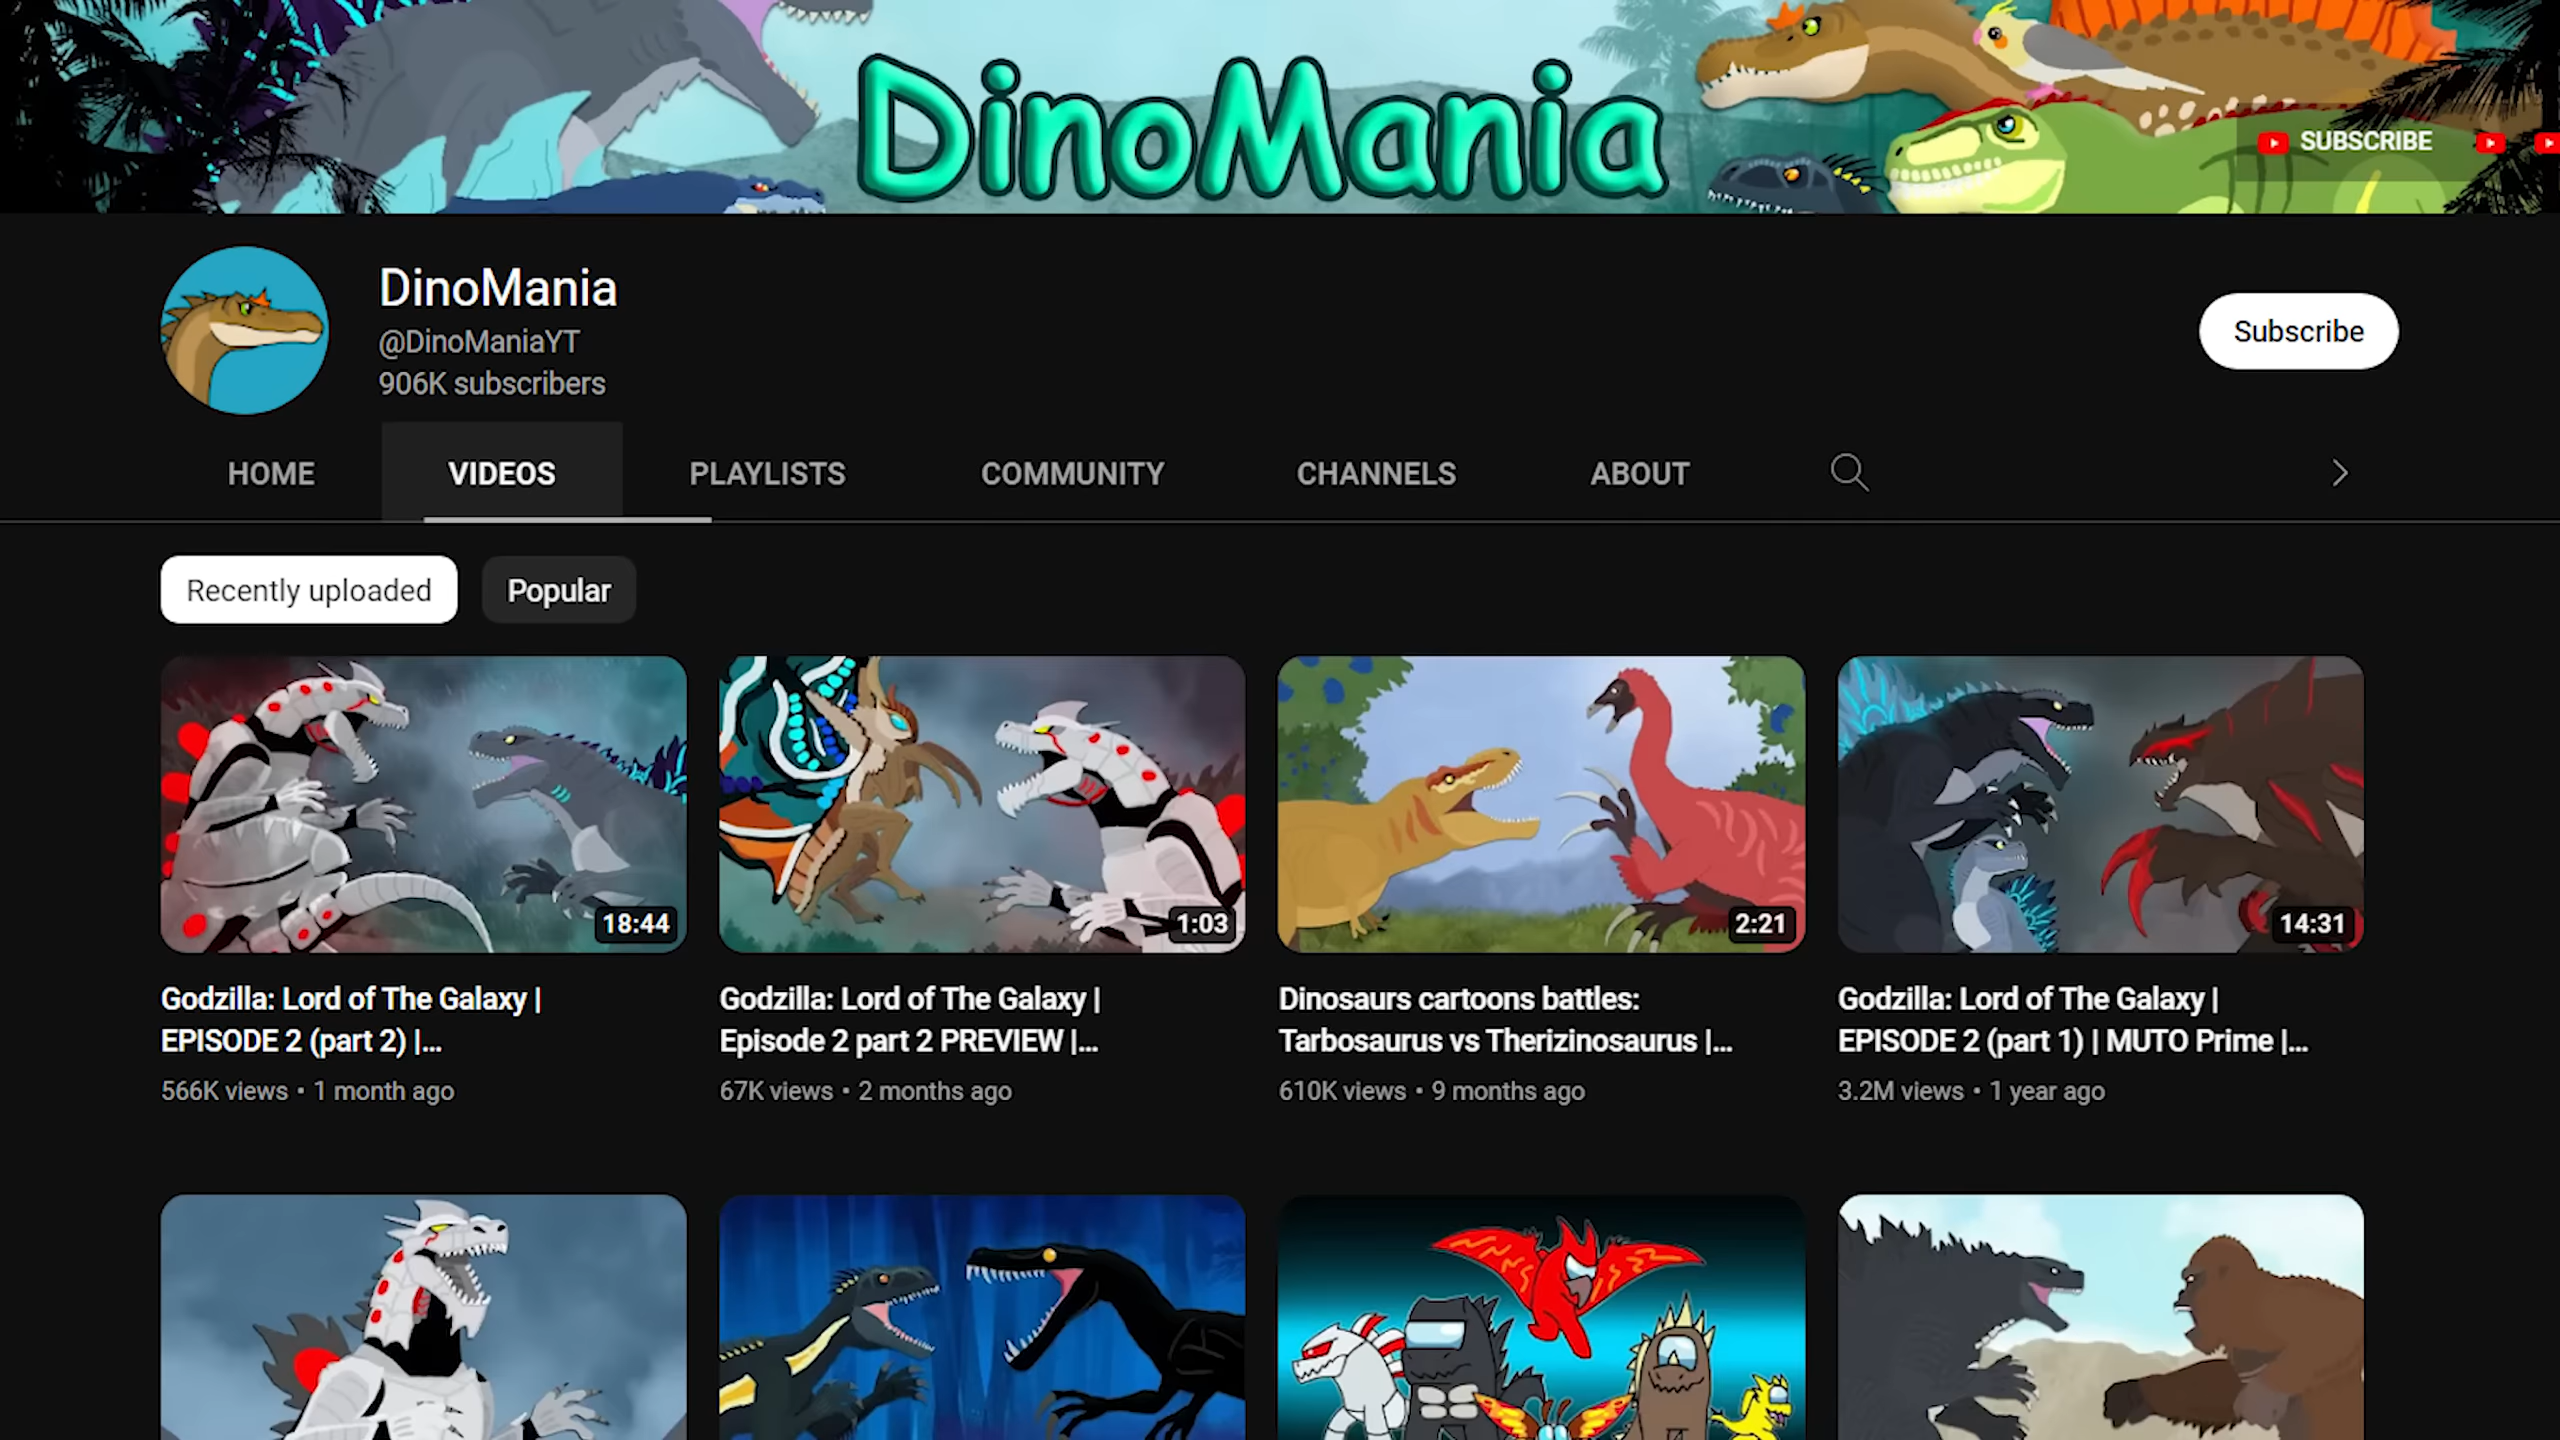 DinoMania
SUBSCRIBE
DinoMania
@DinoManiaYT
906K subscribers
Subscribe
HOME
VIDEOS
PLAYLISTS
COMMUNITY
CHANNELS
ABOUT
Recently uploaded
Popular
18:44
1:03
2:21
14:31
Godzilla: Lord of The Galaxy |
EPISODE 2 (part 2) |...
566K views • 1 month ago
Godzilla: Lord of The Galaxy |
Episode 2 part 2 PREVIEW |...
67K views • 2 months ago
Dinosaurs cartoons battles:
Tarbosaurus vs Therizinosaurus |...
610K views • 9 months ago
Godzilla: Lord of The Galaxy |
EPISODE 2 (part 1) | MUTO Prime |...
3.2M views • 1 year ago